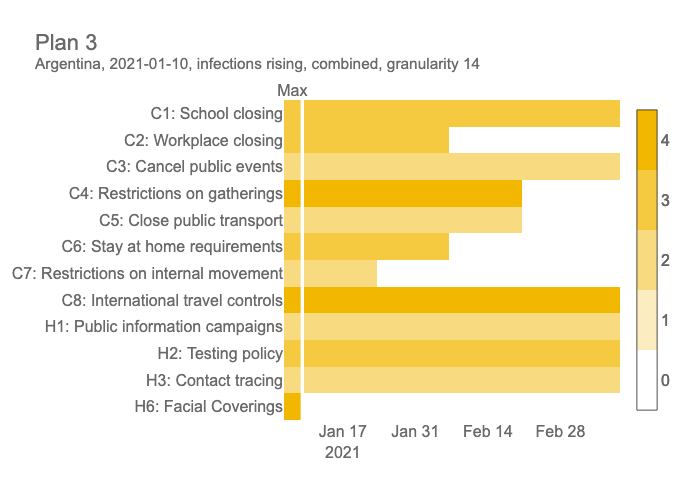 Plan 3
Argentina, 2021-01-10, infections rising, combined, granularity 14
Max
C1: School closing
C2: Workplace closing
C3: Cancel public events
C4: Restrictions on gatherings
C5: Close public transport
C6: Stay at home requirements
C7: Restrictions on internal movement
C8: International travel controls
H1: Public information campaigns
H2: Testing policy
H3: Contact tracing
H6: Facial Coverings
Jan 17 Jan 31 Feb 14 Feb 28
2021
4
3
2
1
0